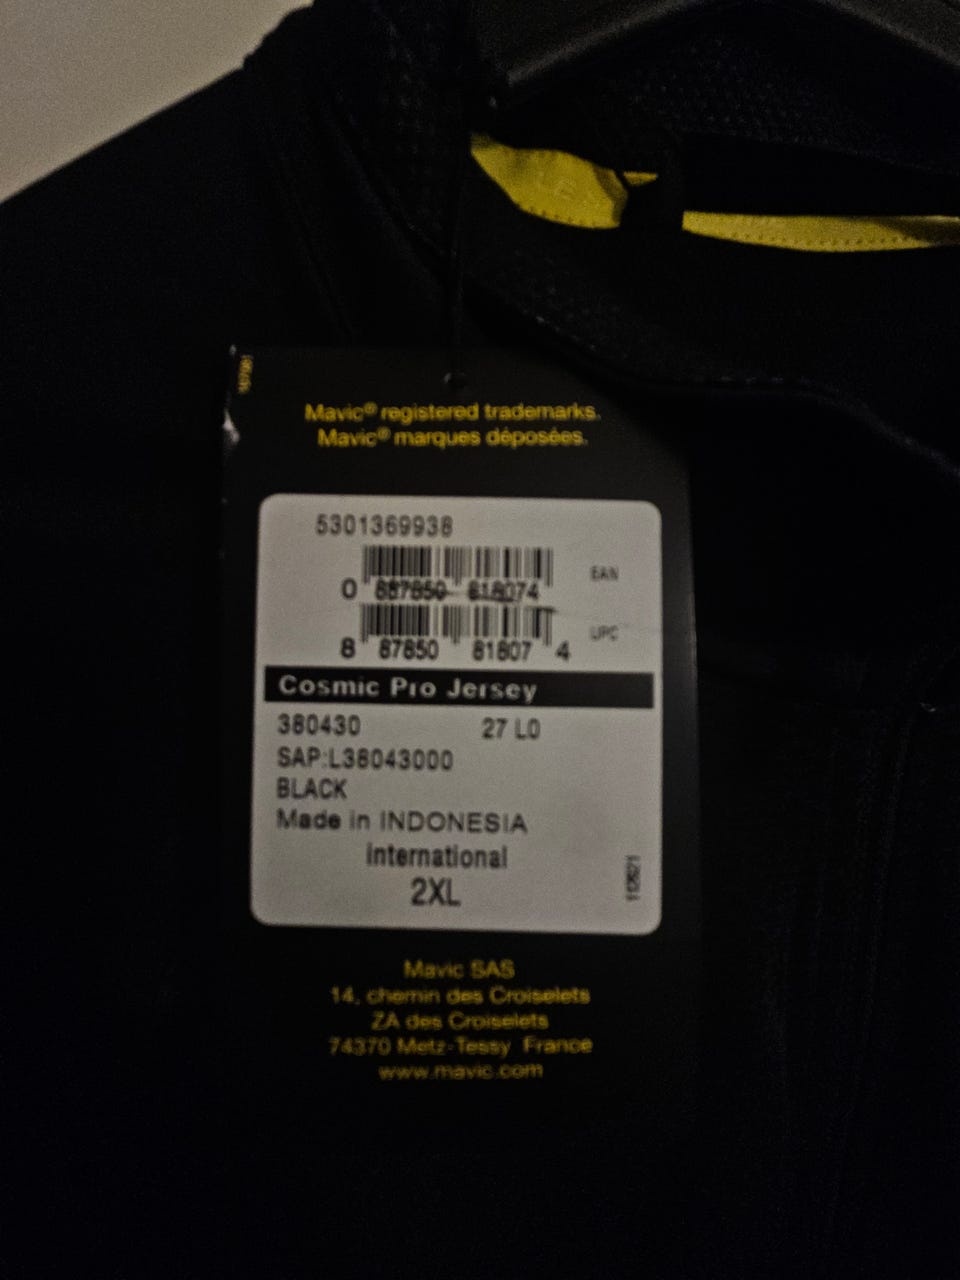 Mavic® registered trademarks.
Mavic® marques déposées.
5301369938
EAN
0 887850 818074
UPC
8 87850 81807 4
Cosmic Pro Jersey
380430 27 L0
SAP:L38043000
BLACK
Made in INDONESIA
international
2XL
Mavic SAS
14, chemin des Croiselets
ZA des Croiselets
74370 Metz-Tessy France
www.mavic.com